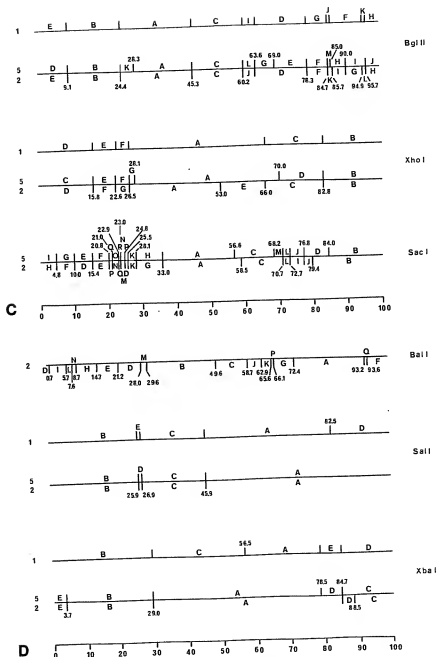 J K
E B A C I D G F H
1
Bgl II
28.3 63.6 69.0 M 85.0 90.0
5 D B K A C L G E F H I J
2 E B A C J D F K I G L H
9.1 24.4 45.3 60.2 78.3 84.7 85.7 94.9 95.7
D E F A C B
1
Xho I
28.1 70.0
G
5 C E F A D B
2 D F G A E C B
15.8 22.6 26.5 53.0 66.0 82.8
23.0
22.9 N 24.8
21.0 25.5
20.8 28.1 56.6 68.2 76.8 84.0
Sac I
5 I G E F K H A C M L J D B
2 H F D E K G A C L I J B
4.8 10.0 15.4 33.0 58.5 70.7 72.7 79.4
M
C
0 10 20 30 40 50 60 70 80 90 100
N M P Q
2 D I L H E D B C J K G A F
Bal I
0.7 5.7 8.7 14.7 21.2 28.0 29.6 49.6 58.7 62.9 66.1 72.4 93.2 93.6
7.6 65.6
E 82.5
1 B C A D
Sal I
D
5 B C A
2 B C A
25.9 26.9 45.9
56.5
1 B C A E D
Xba I
78.5 84.7
5 E B A D C
2 E B A D C
3.7 29.0 88.5
D
0 10 20 30 40 50 60 70 80 90 100